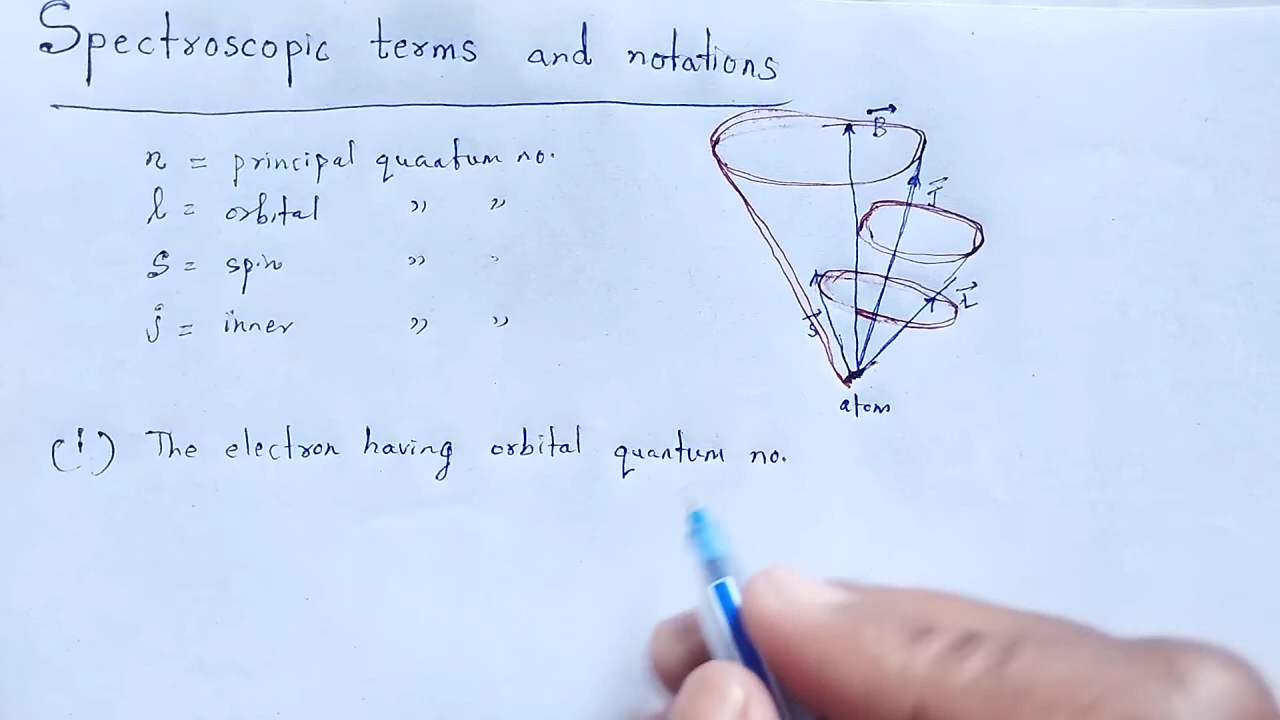 Spectroscopic terms and notations
n = principal quantum no.
l = orbital " "
s = spin " "
j = inner " "
B
J
L
S
atom
(i) The electron having orbital quantum no.